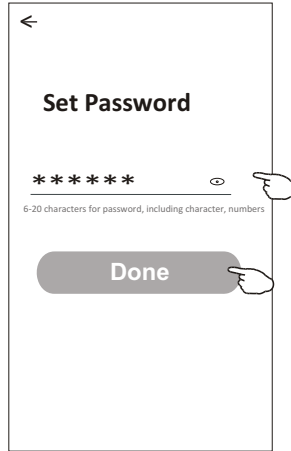 Set Password
******
6-20 characters for password, including character, numbers
Done